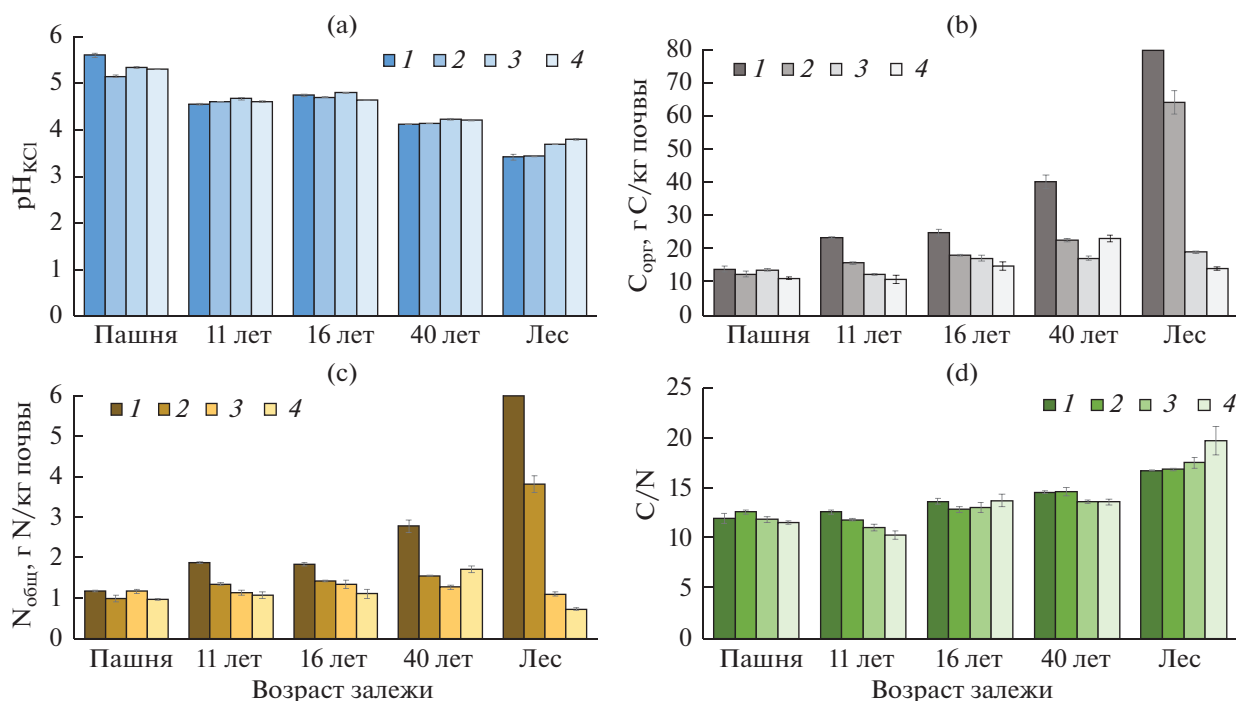 (a)
6
5
4
3
2
1
0
pH_KCl
1 2 3 4
Пашня 11 лет 16 лет 40 лет Лес
(b)
80
70
60
50
40
30
20
10
0
C_орг, г C/кг почвы
1 2 3 4
Пашня 11 лет 16 лет 40 лет Лес
(c)
6
5
4
3
2
1
0
N_общ, г N/кг почвы
1 2 3 4
Пашня 11 лет 16 лет 40 лет Лес
Возраст залежи
(d)
25
20
15
10
5
0
C/N
1 2 3 4
Пашня 11 лет 16 лет 40 лет Лес
Возраст залежи